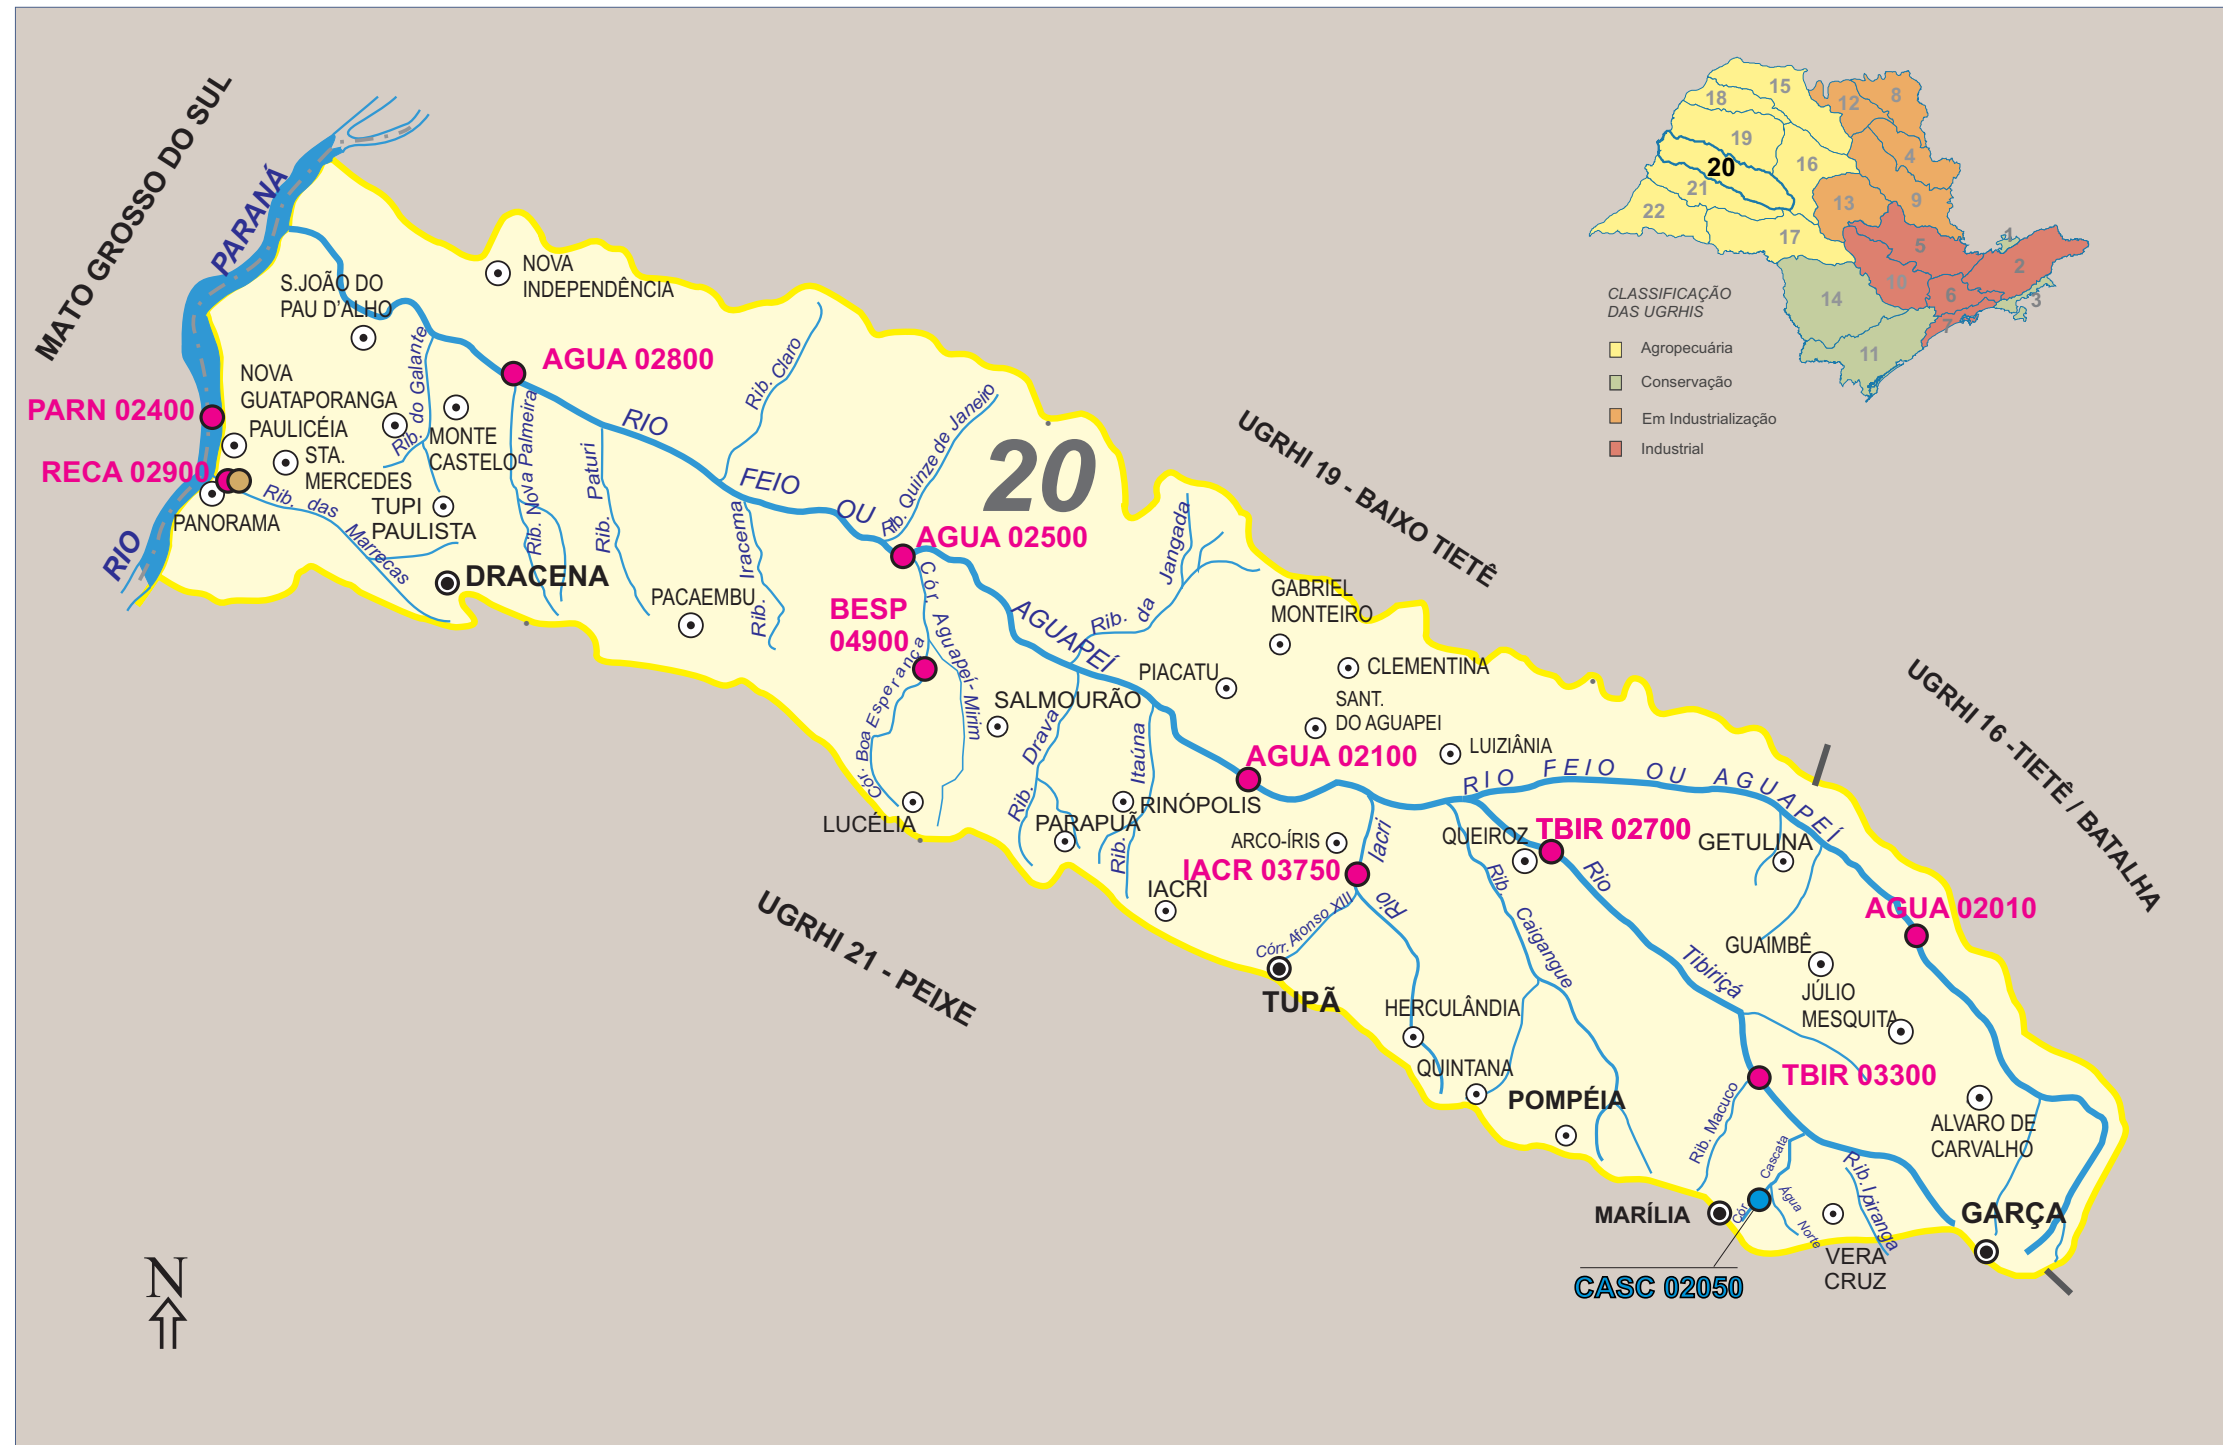 MATO GROSSO DO SUL
PARANÁ
RIO
S.JOÃO DO
PAU D'ALHO
NOVA
INDEPENDÊNCIA
NOVA
GUATAPORANGA
PARN 02400
PAULICÉIA
RECA 02900
STA.
MERCEDES
PANORAMA
Rib. das Marrecas
Rib. do Galante
MONTE
CASTELO
TUPI
PAULISTA
DRACENA
AGUA 02800
Rib. Nova Palmeira
Rib. Paturi
RIO FEIO OU AGUAPEÍ
Rib. Claro
Rib. Iracema
PACAEMBU
Rib. Quinze de Janeiro
20
AGUA 02500
BESP
04900
Cór. Aguapeí-Mirim
Cór. Boa Esperança
LUCÉLIA
SALMOURÃO
Rib. da Jangada
Rib. Drava
Rib. Itaúna
PARAPUÃ
RINÓPOLIS
PIACATU
GABRIEL
MONTEIRO
CLEMENTINA
SANT.
DO AGUAPEI
LUIZIÂNIA
AGUA 02100
IACRI
ARCO-ÍRIS
IACR 03750
Rio Iacri
Córr. Afonso XIII
TUPÃ
HERCULÂNDIA
QUINTANA
POMPÉIA
RIO FEIO OU AGUAPEÍ
QUEIROZ
TBIR 02700
Rib. Caigangue
Rio Tibiriçá
GETULINA
AGUA 02010
GUAIMBÊ
JÚLIO
MESQUITA
TBIR 03300
Rib. Macuco
ALVARO DE
CARVALHO
Cór Cascata
Água Norte
Rib. Ipiranga
MARÍLIA
VERA
CRUZ
GARÇA
CASC 02050
UGRHI 19 - BAIXO TIETÊ
UGRHI 16 -TIETÊ / BATALHA
UGRHI 21 - PEIXE
N
15
18
12
8
19
20
16
4
21
13
9
22
17
5
1
2
10
6
3
14
7
11
CLASSIFICAÇÃO
DAS UGRHIS
Agropecuária
Conservação
Em Industrialização
Industrial